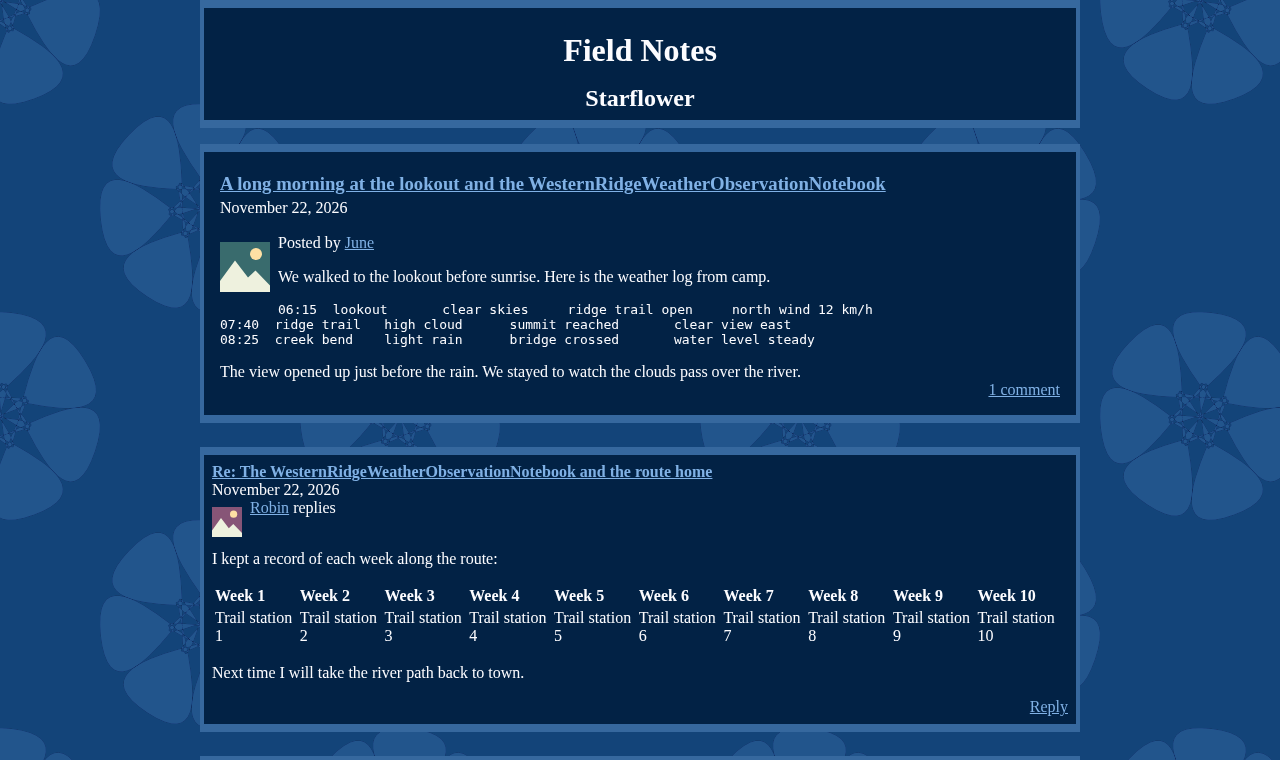 Field Notes
Starflower
A long morning at the lookout and the WesternRidgeWeatherObservationNotebook
November 22, 2026
Posted by June
We walked to the lookout before sunrise. Here is the weather log from camp.
06:15  lookout       clear skies     ridge trail open     north wind 12 km/h
07:40  ridge trail   high cloud      summit reached       clear view east
08:25  creek bend    light rain      bridge crossed       water level steady
The view opened up just before the rain. We stayed to watch the clouds pass over the river.
1 comment
Re: The WesternRidgeWeatherObservationNotebook and the route home
November 22, 2026
Robin replies
I kept a record of each week along the route:
Week 1 Week 2 Week 3 Week 4 Week 5 Week 6 Week 7 Week 8 Week 9 Week 10
Trail station Trail station Trail station Trail station Trail station Trail station Trail station Trail station Trail station Trail station
1 2 3 4 5 6 7 8 9 10
Next time I will take the river path back to town.
Reply